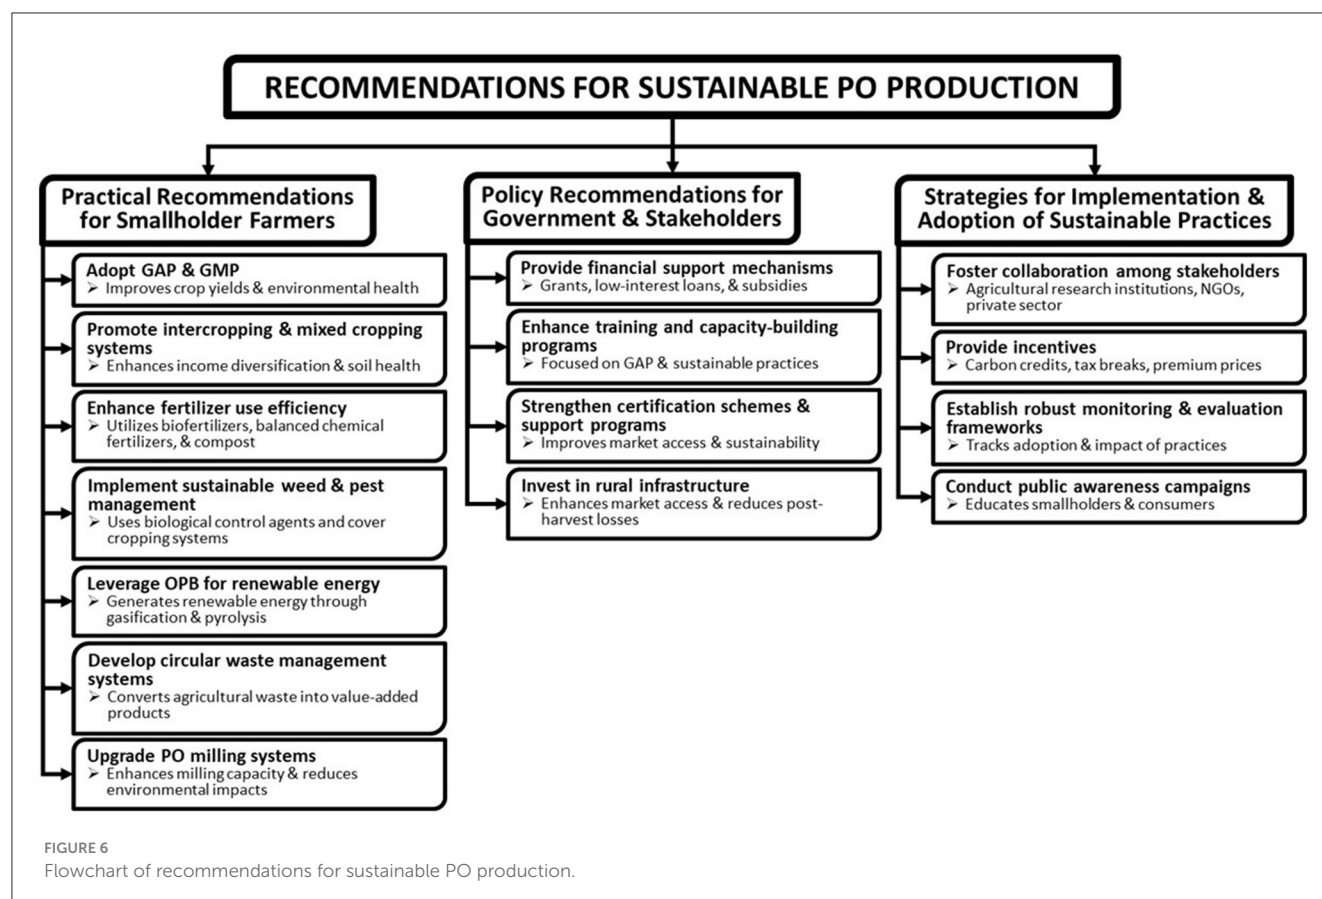 RECOMMENDATIONS FOR SUSTAINABLE PO PRODUCTION
Practical Recommendations
for Smallholder Farmers
Adopt GAP & GMP
➢ Improves crop yields & environmental health
Promote intercropping & mixed cropping
systems
➢ Enhances income diversification & soil health
Enhance fertilizer use efficiency
➢ Utilizes biofertilizers, balanced chemical
fertilizers, & compost
Implement sustainable weed & pest
management
➢ Uses biological control agents and cover
cropping systems
Leverage OPB for renewable energy
➢ Generates renewable energy through
gasification & pyrolysis
Develop circular waste management
systems
➢ Converts agricultural waste into value-added
products
Upgrade PO milling systems
➢ Enhances milling capacity & reduces
environmental impacts
Policy Recommendations for
Government & Stakeholders
Provide financial support mechanisms
➢ Grants, low-interest loans, & subsidies
Enhance training and capacity-building
programs
➢ Focused on GAP & sustainable practices
Strengthen certification schemes &
support programs
➢ Improves market access & sustainability
Invest in rural infrastructure
➢ Enhances market access & reduces post-
harvest losses
Strategies for Implementation &
Adoption of Sustainable Practices
Foster collaboration among stakeholders
➢ Agricultural research institutions, NGOs,
private sector
Provide incentives
➢ Carbon credits, tax breaks, premium prices
Establish robust monitoring & evaluation
frameworks
➢ Tracks adoption & impact of practices
Conduct public awareness campaigns
➢ Educates smallholders & consumers
FIGURE 6
Flowchart of recommendations for sustainable PO production.